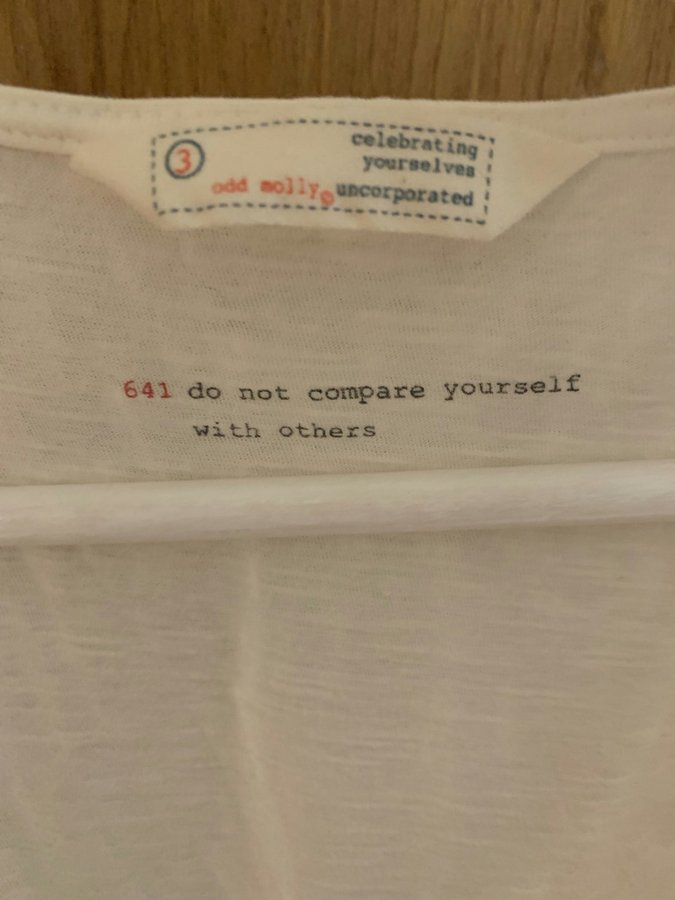 3
celebrating
yourselves
odd molly© uncorporated
641 do not compare yourself
with others